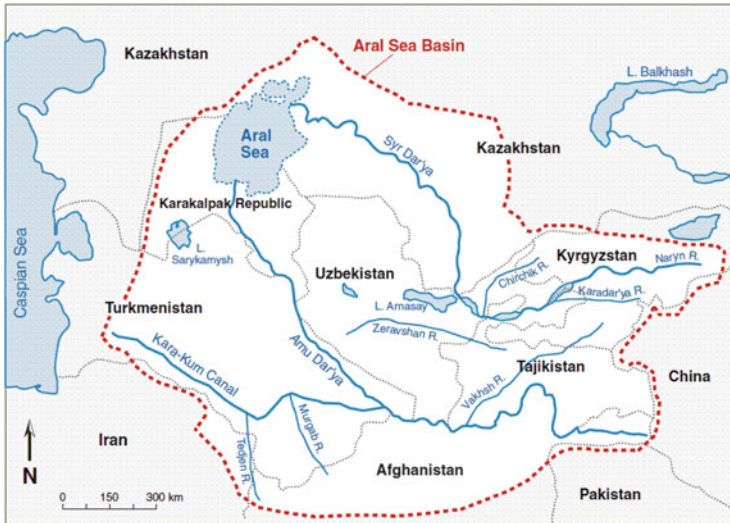 Kazakhstan
Aral Sea Basin
L. Balkhash
Aral
Sea
Syr Dar'ya
Kazakhstan
Karakalpak Republic
L.
Sarykamysh
Caspian Sea
Uzbekistan
Kyrgyzstan
Naryn R.
Chirchik R.
Karadar'ya R.
L. Amasay
Zeravshan R.
Turkmenistan
Kara-Kum Canal
Amu Dar'ya
Vakhsh R.
Tajikistan
China
Iran
Tedjen R.
Murgab R.
Afghanistan
Pakistan
N
0 150 300 km